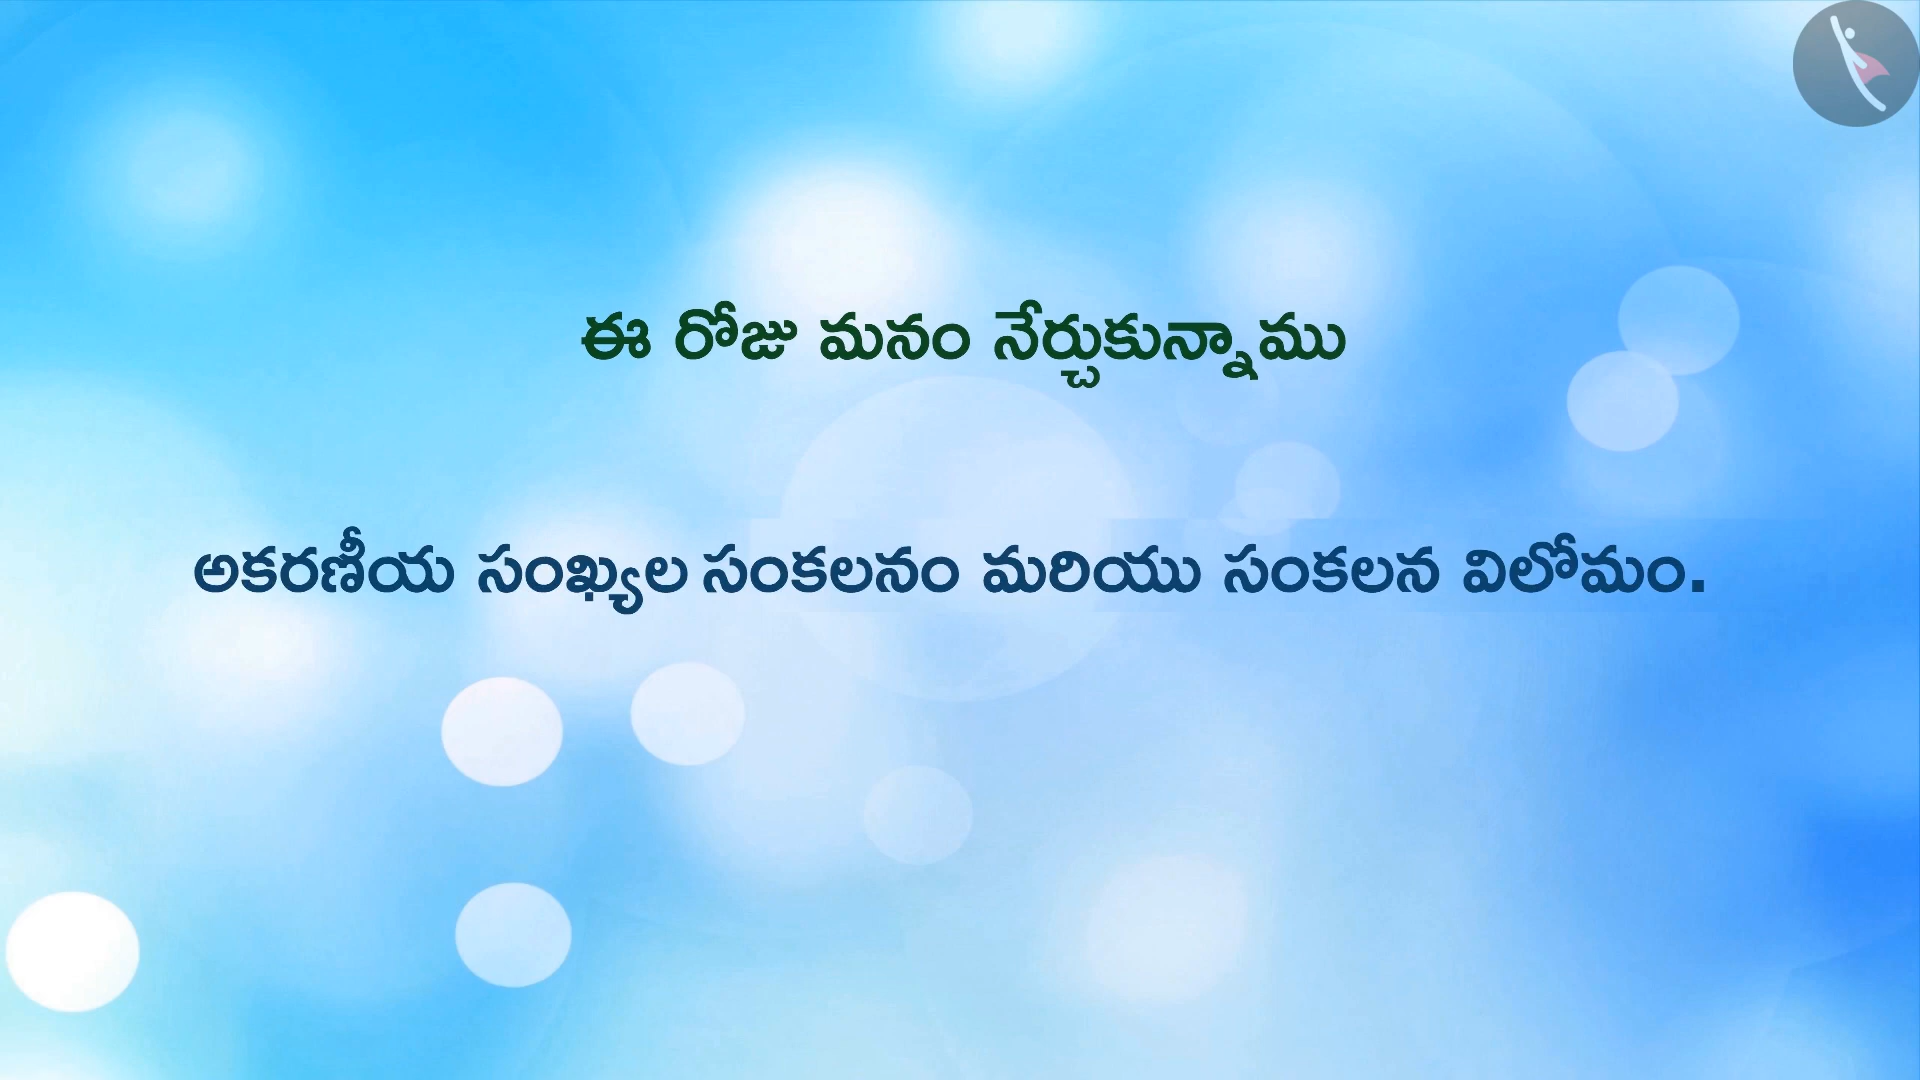 ఈ రోజు మనం నేర్చుకున్నాము
అకరణీయ సంఖ్యల సంకలనం మరియు సంకలన విలోమం.